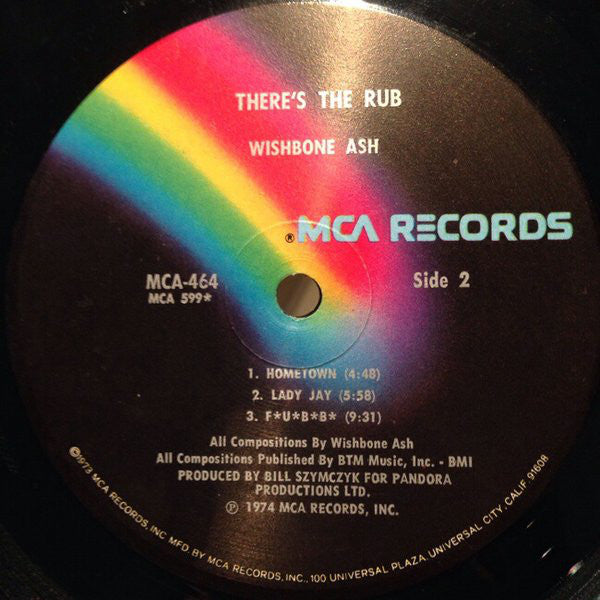 THERE'S THE RUB
WISHBONE ASH
®MCA RECORDS
MCA-464
MCA 599*
Side 2
1. HOMETOWN (4:48)
2. LADY JAY (5:58)
3. F*U*B*B* (9:31)
All Compositions By Wishbone Ash
All Compositions Published By BTM Music, Inc. - BMI
PRODUCED BY BILL SZYMCZYK FOR PANDORA
PRODUCTIONS LTD.
℗ 1974 MCA RECORDS, INC.
©1973 MCA RECORDS, INC MFD. BY MCA RECORDS, INC., 100 UNIVERSAL PLAZA, UNIVERSAL CITY, CALIF. 91608